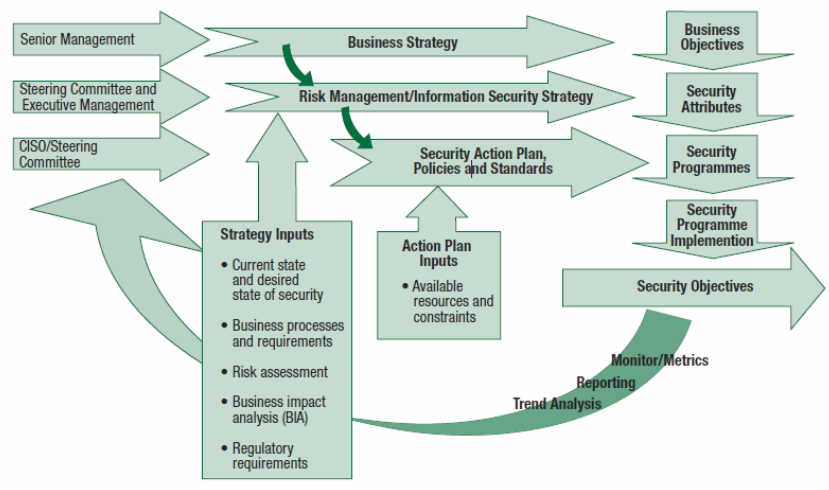 Senior Management
Business Strategy
Business
Objectives
Steering Committee and
Executive Management
Risk Management/Information Security Strategy
Security
Attributes
CISO/Steering
Committee
Security Action Plan,
Policies and Standards
Security
Programmes
Security
Programme
Implemention
Strategy Inputs
• Current state
and desired
state of security
• Business processes
and requirements
• Risk assessment
• Business impact
analysis (BIA)
• Regulatory
requirements
Action Plan
Inputs
• Available
resources and
constraints
Security Objectives
Monitor/Metrics
Reporting
Trend Analysis